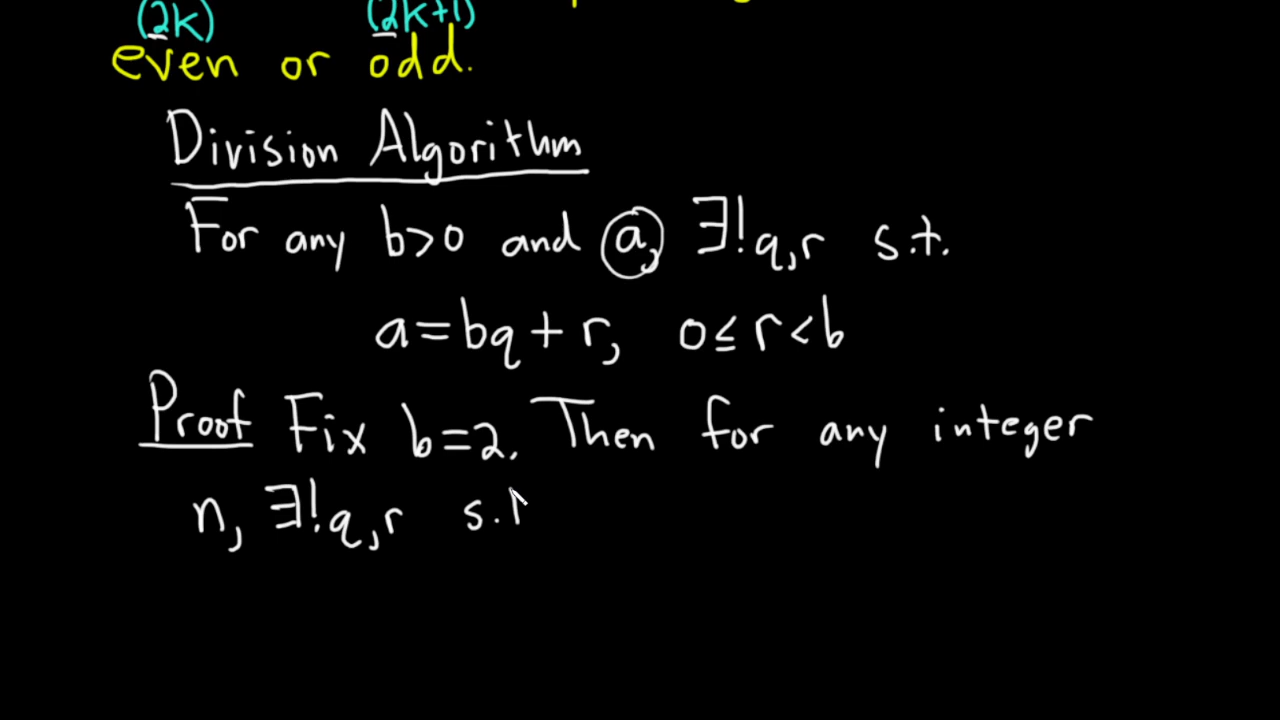 (2k) (2k+1)
even or odd.
Division Algorithm
For any b>0 and a, ∃!q,r s.t.
a=bq+r, 0≤r<b
Proof Fix b=2. Then for any integer
n, ∃!q,r s.